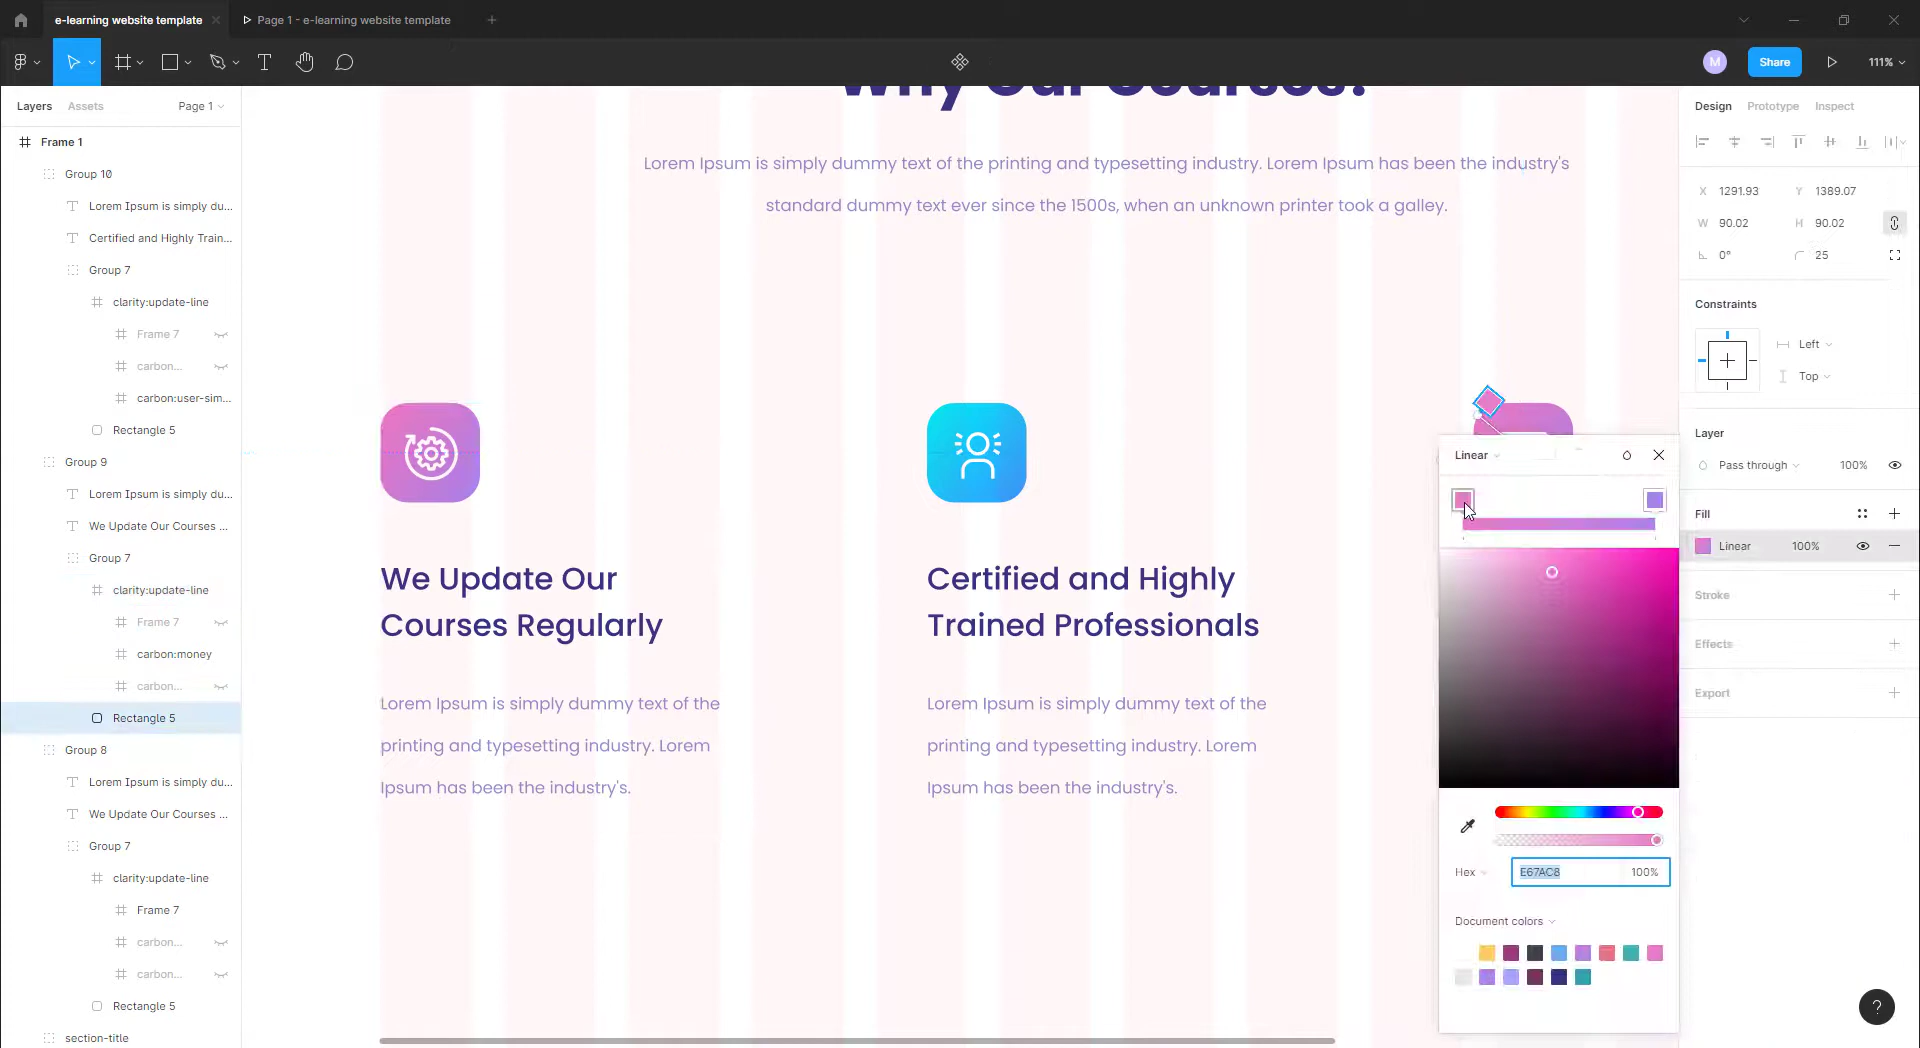 e-learning website template
Page 1 - e-learning website template
M
Share
111%
Layers
Assets
Page 1
Frame 1
Group 10
Lorem Ipsum is simply du...
Certified and Highly Train...
Group 7
clarity:update-line
Frame 7
carbon...
carbon:user-sim...
Rectangle 5
Group 9
Lorem Ipsum is simply du...
We Update Our Courses ...
Group 7
clarity:update-line
Frame 7
carbon:money
carbon...
Rectangle 5
Group 8
Lorem Ipsum is simply du...
We Update Our Courses ...
Group 7
clarity:update-line
Frame 7
carbon...
carbon...
Rectangle 5
section-title
Why Our Courses?
Lorem Ipsum is simply dummy text of the printing and typesetting industry. Lorem Ipsum has been the industry's
standard dummy text ever since the 1500s, when an unknown printer took a galley.
We Update Our
Courses Regularly
Lorem Ipsum is simply dummy text of the
printing and typesetting industry. Lorem
Ipsum has been the industry's.
Certified and Highly
Trained Professionals
Lorem Ipsum is simply dummy text of the
printing and typesetting industry. Lorem
Ipsum has been the industry's.
Linear
Hex E67AC8 100%
Document colors
Design Prototype Inspect
X 1291.93 Y 1389.07
W 90.02 H 90.02
0° 25
Constraints
Left
Top
Layer
Pass through 100%
Fill
Linear 100%
Stroke
Effects
Export
?